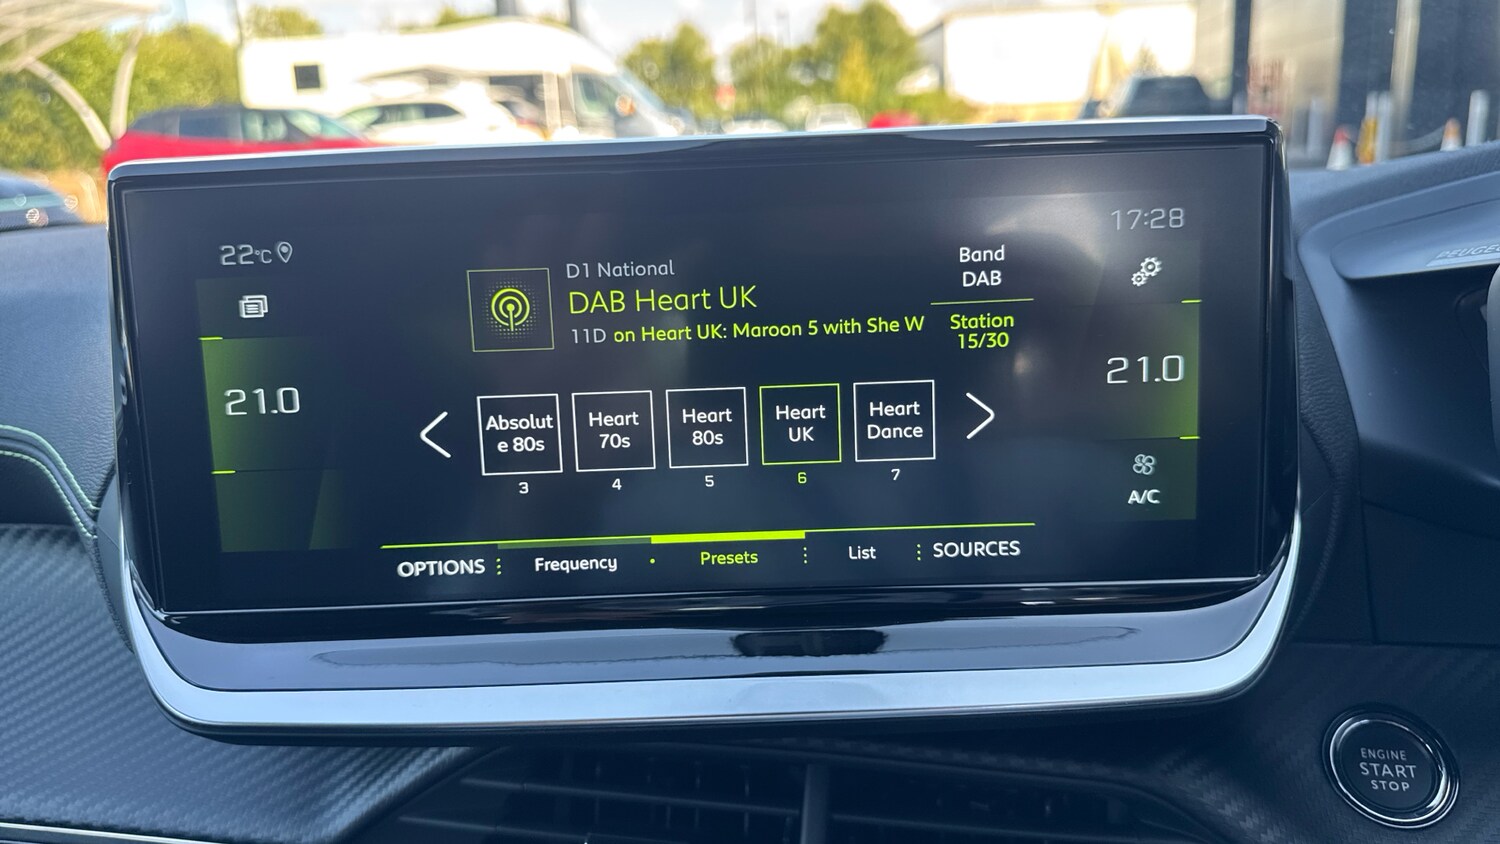 22°C
17:28
D1 National
DAB Heart UK
11D on Heart UK: Maroon 5 with She W
Band
DAB
Station
15/30
21.0
21.0
Absolut
e 80s
3
Heart
70s
4
Heart
80s
5
Heart
UK
6
Heart
Dance
7
A/C
OPTIONS
Frequency
Presets
List
SOURCES
PEUGEO
ENGINE
START
STOP